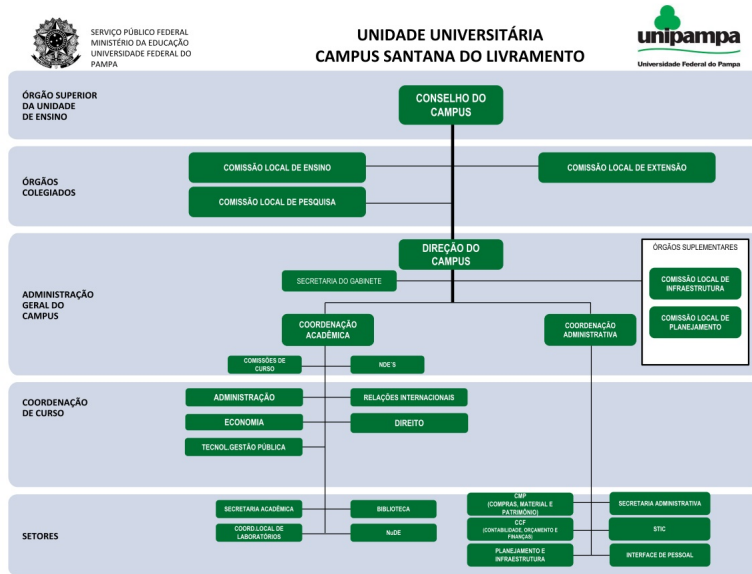 SERVIÇO PÚBLICO FEDERAL
MINISTÉRIO DA EDUCAÇÃO
UNIVERSIDADE FEDERAL DO
PAMPA
UNIDADE UNIVERSITÁRIA
CAMPUS SANTANA DO LIVRAMENTO
unipampa
Universidade Federal do Pampa
ÓRGÃO SUPERIOR
DA UNIDADE
DE ENSINO
CONSELHO DO
CAMPUS
ÓRGÃOS
COLEGIADOS
COMISSÃO LOCAL DE ENSINO
COMISSÃO LOCAL DE EXTENSÃO
COMISSÃO LOCAL DE PESQUISA
ADMINISTRAÇÃO
GERAL DO
CAMPUS
DIREÇÃO DO
CAMPUS
SECRETARIA DO GABINETE
ÓRGÃOS SUPLEMENTARES
COMISSÃO LOCAL DE
INFRAESTRUTURA
COMISSÃO LOCAL DE
PLANEJAMENTO
COORDENAÇÃO
ACADÊMICA
COORDENAÇÃO
ADMINISTRATIVA
COMISSÕES DE
CURSO
NDE´S
COORDENAÇÃO
DE CURSO
ADMINISTRAÇÃO
RELAÇÕES INTERNACIONAIS
ECONOMIA
DIREITO
TECNOL.GESTÃO PÚBLICA
SETORES
SECRETARIA ACADÊMICA
BIBLIOTECA
COORD.LOCAL DE
LABORATÓRIOS
NuDE
CMP
(COMPRAS, MATERIAL E
PATRIMÔNIO)
SECRETARIA ADMINISTRATIVA
CCF
(CONTABILIDADE, ORÇAMENTO E
FINANÇAS)
STIC
PLANEJAMENTO E
INFRAESTRUTURA
INTERFACE DE PESSOAL